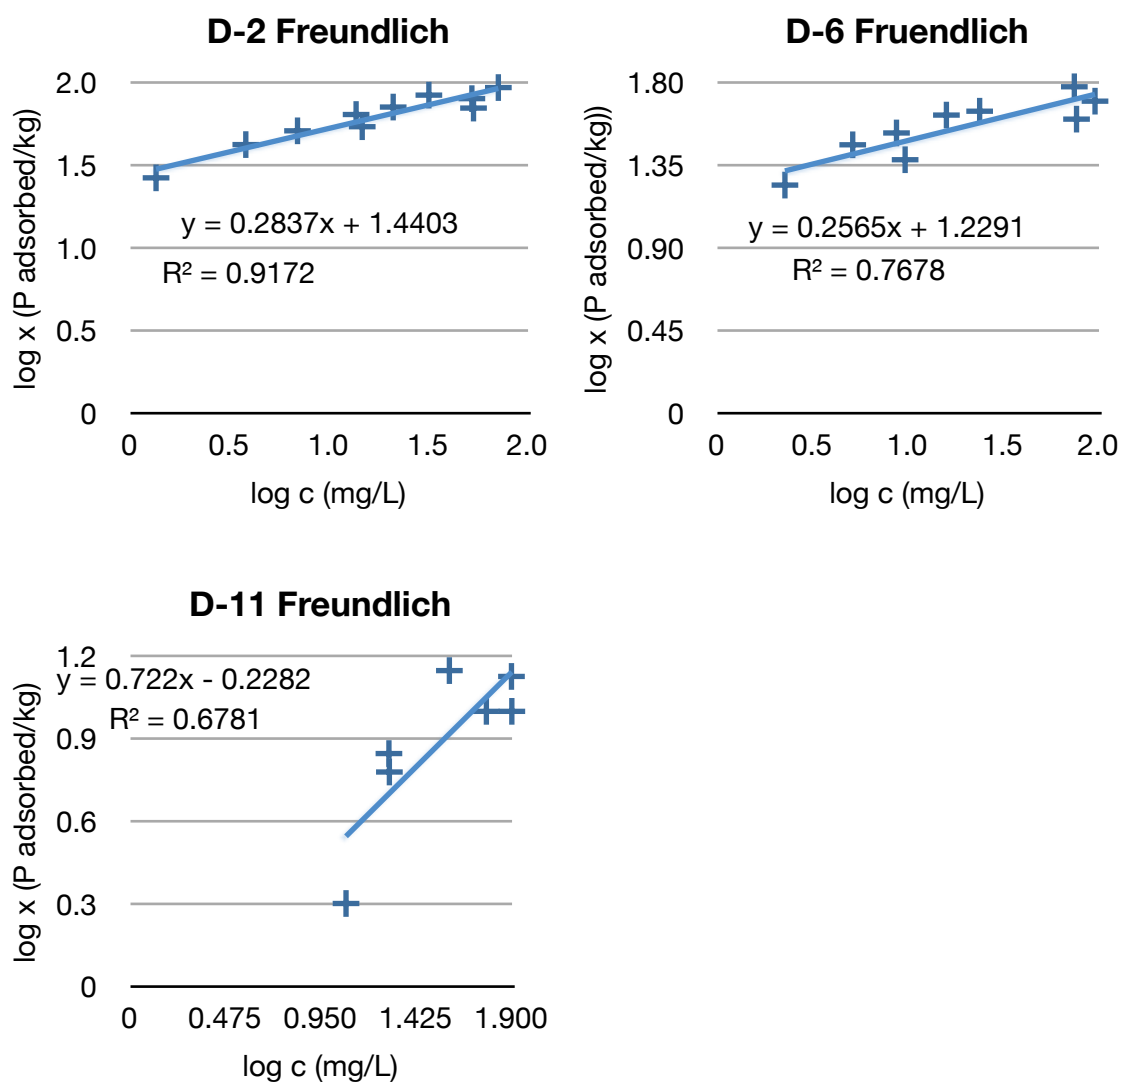 D-2 Freundlich
log x (P adsorbed/kg)
2.0
1.5
1.0
0.5
0
y = 0.2837x + 1.4403
R² = 0.9172
0 0.5 1.0 1.5 2.0
log c (mg/L)
D-6 Fruendlich
log x (P adsorbed/kg))
1.80
1.35
0.90
0.45
0
y = 0.2565x + 1.2291
R² = 0.7678
0 0.5 1.0 1.5 2.0
log c (mg/L)
D-11 Freundlich
log x (P adsorbed/kg)
1.2
0.9
0.6
0.3
0
y = 0.722x - 0.2282
R² = 0.6781
0 0.475 0.950 1.425 1.900
log c (mg/L)